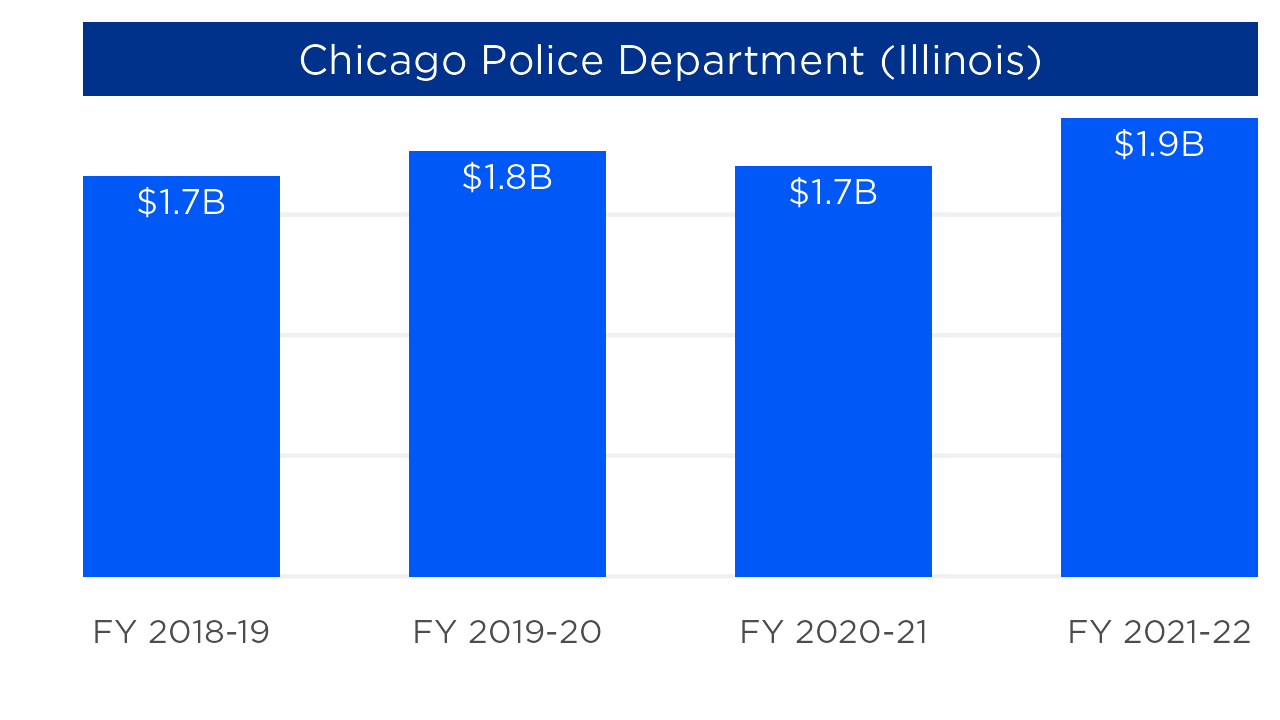 Chicago Police Department (Illinois)
$1.7B
$1.8B
$1.7B
$1.9B
FY 2018-19
FY 2019-20
FY 2020-21
FY 2021-22